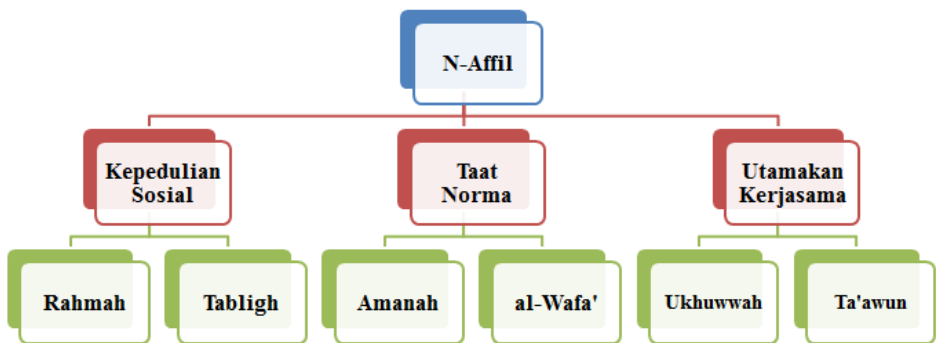 N-Affil
Kepedulian
Sosial
Taat
Norma
Utamakan
Kerjasama
Rahmah
Tabligh
Amanah
al-Wafa'
Ukhuwwah
Ta'awun